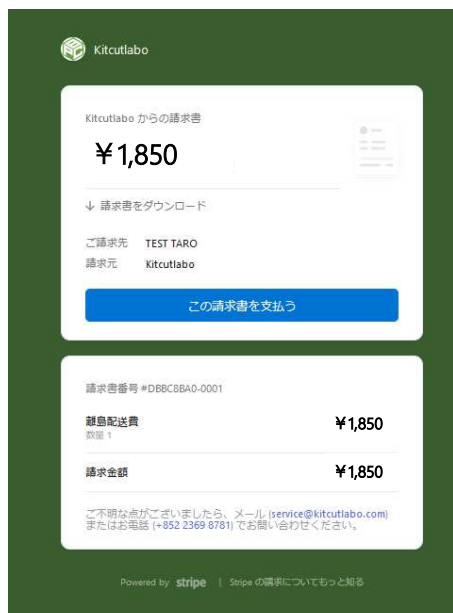 Kitcutlabo
Kitcutlabo からの請求書
￥1,850
↓ 請求書をダウンロード
ご請求先 TEST TARO
請求元 Kitcutlabo
この請求書を支払う
請求書番号 #DBBC8BA0-0001
離島配送費 ￥1,850
数量 1
請求金額 ￥1,850
ご不明な点がございましたら、メール (service@kitcutlabo.com)
またはお電話 (+852 2369 8781) でお問い合わせください。
Powered by stripe | Stripe の請求についてもっと知る